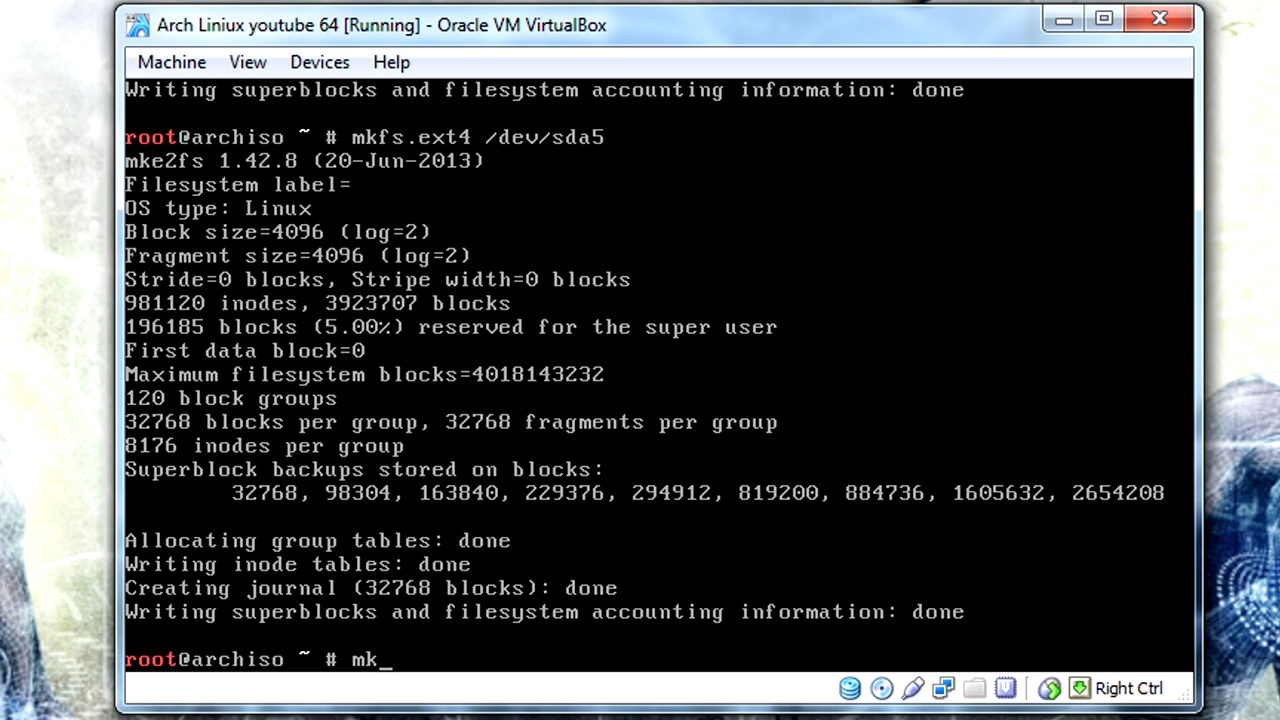 Arch Liniux youtube 64 [Running] - Oracle VM VirtualBox
Machine View Devices Help
Writing superblocks and filesystem accounting information: done
root@archiso ~ # mkfs.ext4 /dev/sda5
mke2fs 1.42.8 (20-Jun-2013)
Filesystem label=
OS type: Linux
Block size=4096 (log=2)
Fragment size=4096 (log=2)
Stride=0 blocks, Stripe width=0 blocks
981120 inodes, 3923707 blocks
196185 blocks (5.00%) reserved for the super user
First data block=0
Maximum filesystem blocks=4018143232
120 block groups
32768 blocks per group, 32768 fragments per group
8176 inodes per group
Superblock backups stored on blocks:
32768, 98304, 163840, 229376, 294912, 819200, 884736, 1605632, 2654208
Allocating group tables: done
Writing inode tables: done
Creating journal (32768 blocks): done
Writing superblocks and filesystem accounting information: done
root@archiso ~ # mk_
Right Ctrl